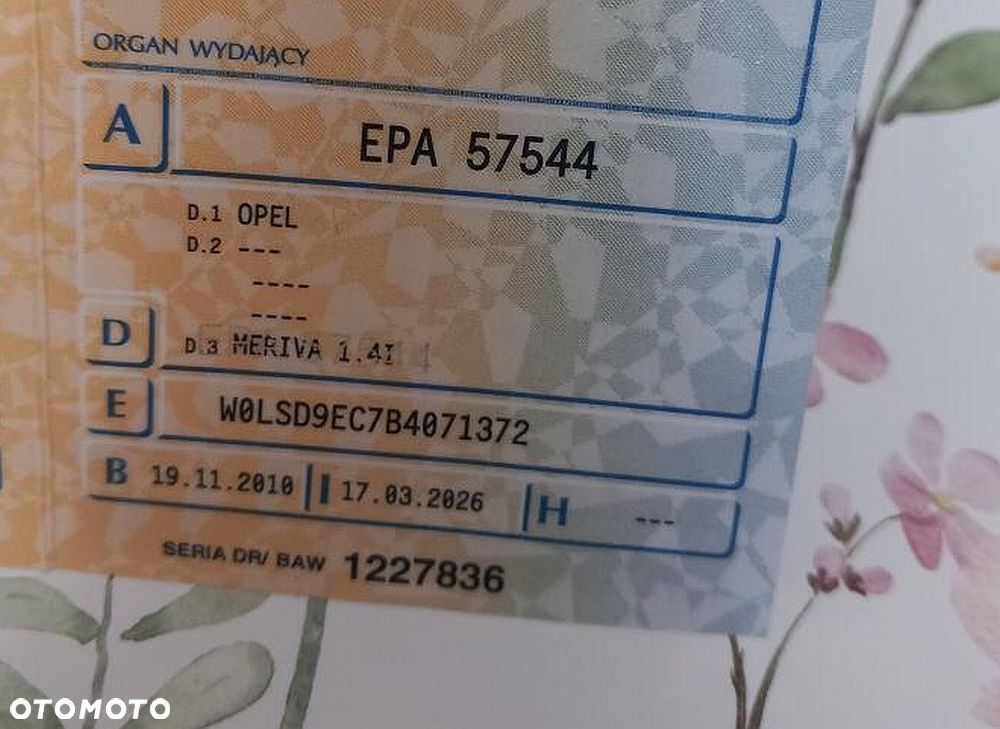 ORGAN WYDAJĄCY
A EPA 57544
D.1 OPEL
D.2 ---
----
----
D D.3 MERIVA 1.4I
E W0LSD9EC7B4071372
B 19.11.2010 I 17.03.2026 H ---
SERIA DR/ BAW 1227836
OTOMOTO